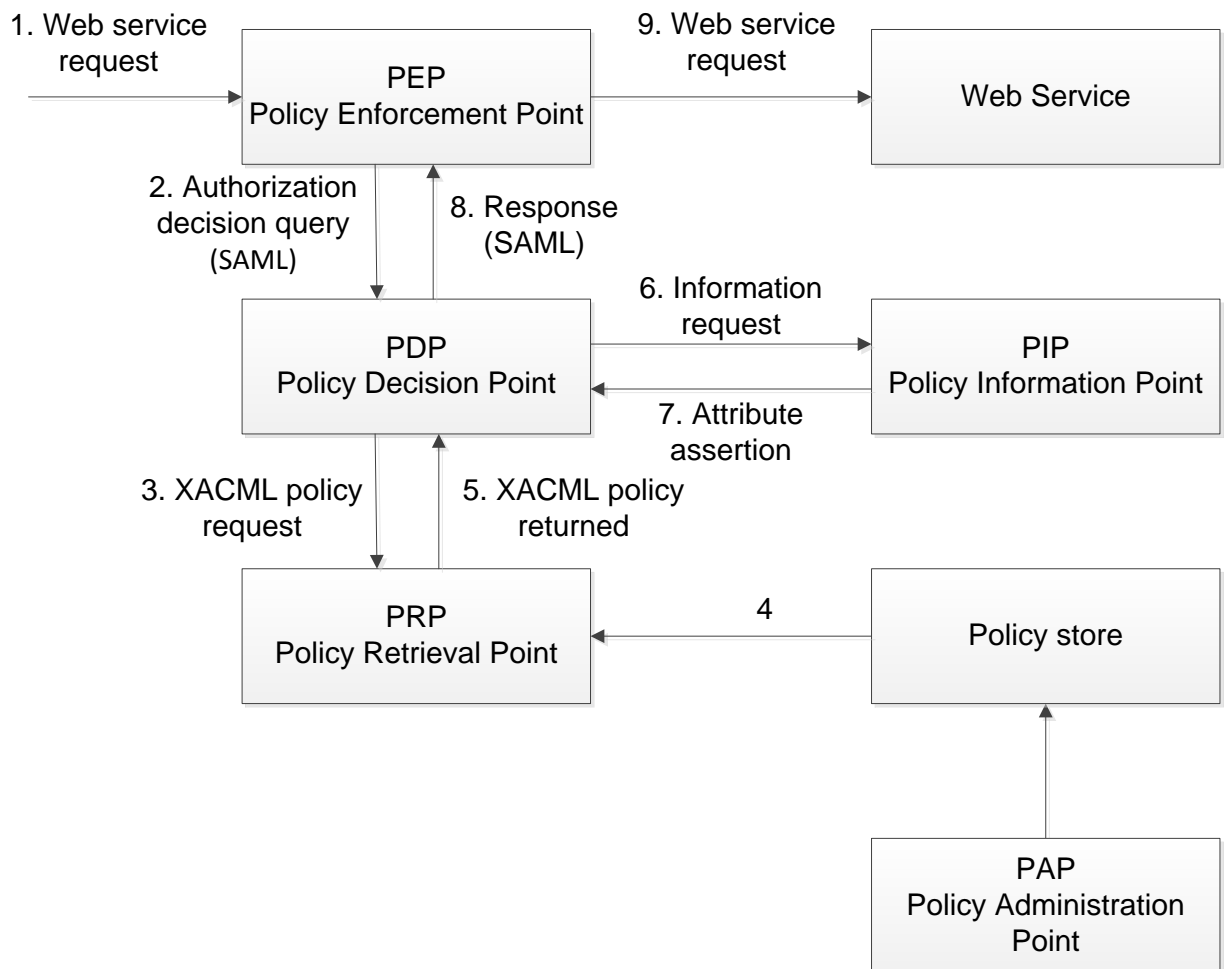 1. Web service
request
PEP
Policy Enforcement Point
9. Web service
request
Web Service
2. Authorization
decision query
(SAML)
8. Response
(SAML)
PDP
Policy Decision Point
6. Information
request
PIP
Policy Information Point
7. Attribute
assertion
3. XACML policy
request
5. XACML policy
returned
PRP
Policy Retrieval Point
4
Policy store
PAP
Policy Administration
Point